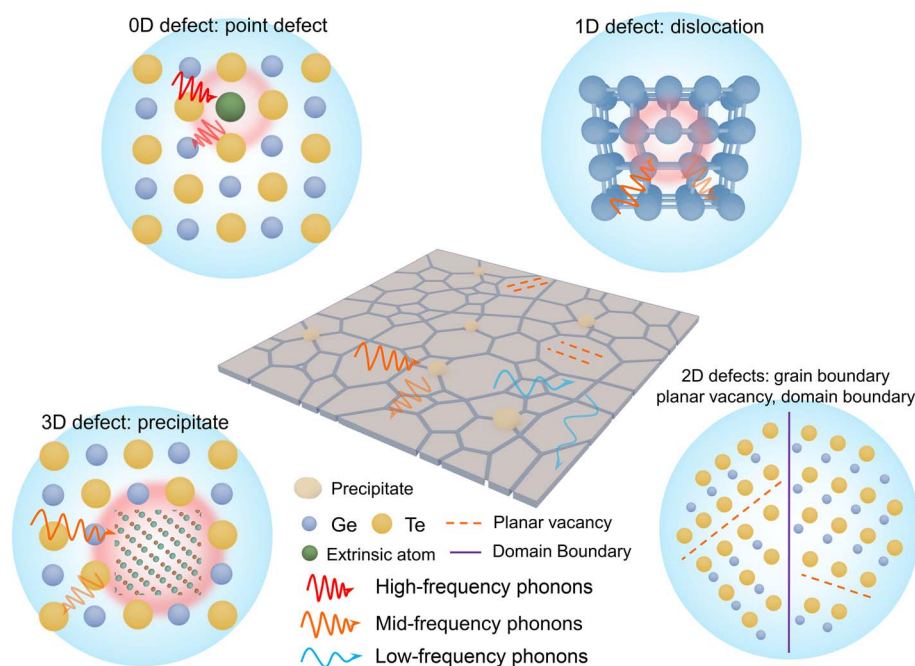 0D defect: point defect
1D defect: dislocation
2D defects: grain boundary
planar vacancy, domain boundary
3D defect: precipitate
Precipitate
Ge
Te
Planar vacancy
Extrinsic atom
Domain Boundary
High-frequency phonons
Mid-frequency phonons
Low-frequency phonons